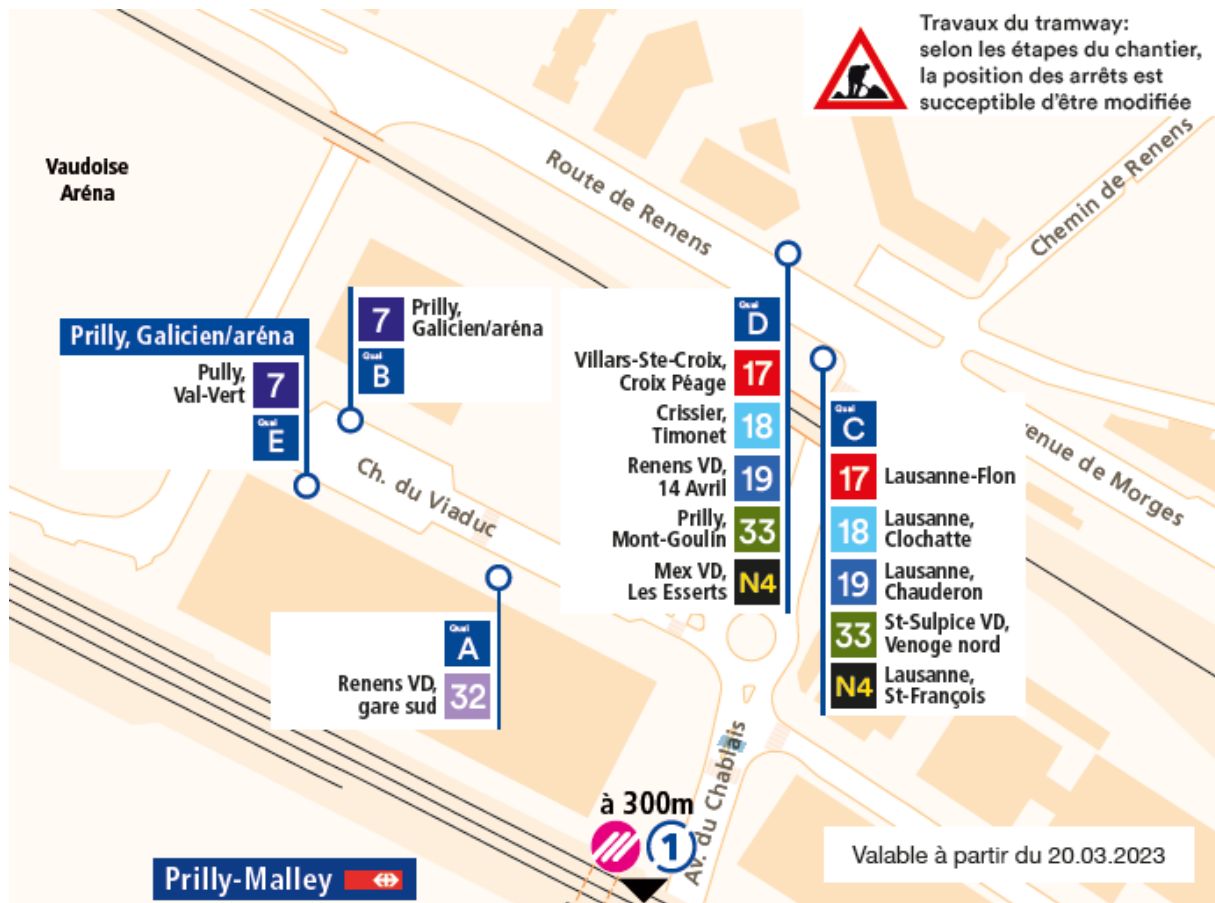 Travaux du tramway:
selon les étapes du chantier,
la position des arrêts est
succeptible d'être modifiée
Vaudoise
Aréna
Route de Renens
Chemin de Renens
Prilly, Galicien/aréna
Pully,
Val-Vert
7
Quai
E
7
Prilly,
Galicien/aréna
Quai
B
Ch. du Viaduc
Quai
D
Villars-Ste-Croix,
Croix Péage
17
Crissier,
Timonet
18
Renens VD,
14 Avril
19
Prilly,
Mont-Goulin
33
Mex VD,
Les Esserts
N4
Quai
C
17
Lausanne-Flon
18
Lausanne,
Clochatte
19
Lausanne,
Chauderon
33
St-Sulpice VD,
Venoge nord
N4
Lausanne,
St-François
venue de Morges
Quai
A
Renens VD,
gare sud
32
Av. du Chablais
à 300m
1
Prilly-Malley
Valable à partir du 20.03.2023